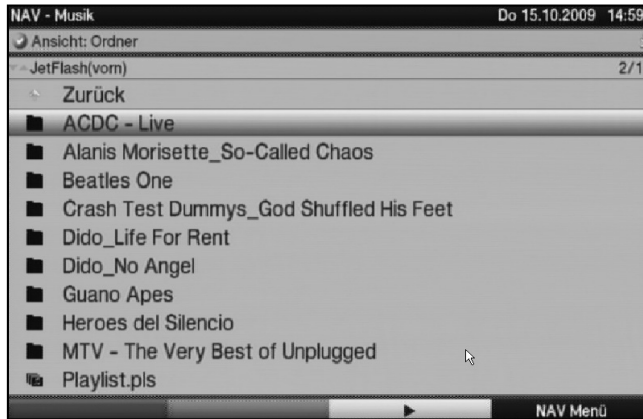 NAV - Musik Do 15.10.2009 14:59
Ansicht: Ordner
JetFlash(vorn) 2/1
Zurück
ACDC - Live
Alanis Morisette_So-Called Chaos
Beatles One
Crash Test Dummys_God Shuffled His Feet
Dido_Life For Rent
Dido_No Angel
Guano Apes
Heroes del Silencio
MTV - The Very Best of Unplugged
Playlist.pls
NAV Menü